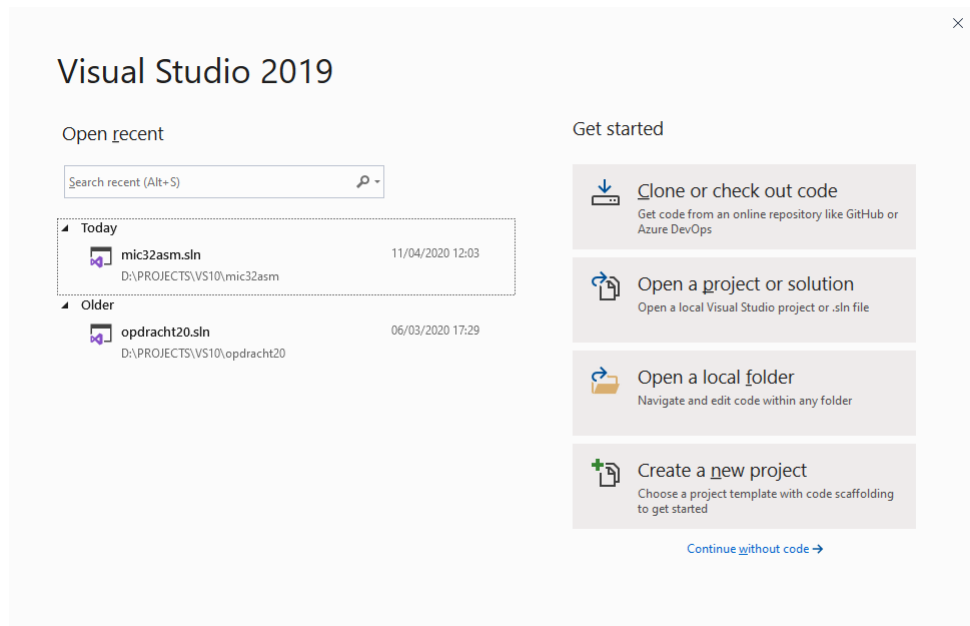 Visual Studio 2019
Open recent
Search recent (Alt+S)
Today
mic32asm.sln
11/04/2020 12:03
D:\PROJECTS\VS10\mic32asm
Older
opdracht20.sln
06/03/2020 17:29
D:\PROJECTS\VS10\opdracht20
Get started
Clone or check out code
Get code from an online repository like GitHub or
Azure DevOps
Open a project or solution
Open a local Visual Studio project or .sln file
Open a local folder
Navigate and edit code within any folder
Create a new project
Choose a project template with code scaffolding
to get started
Continue without code →